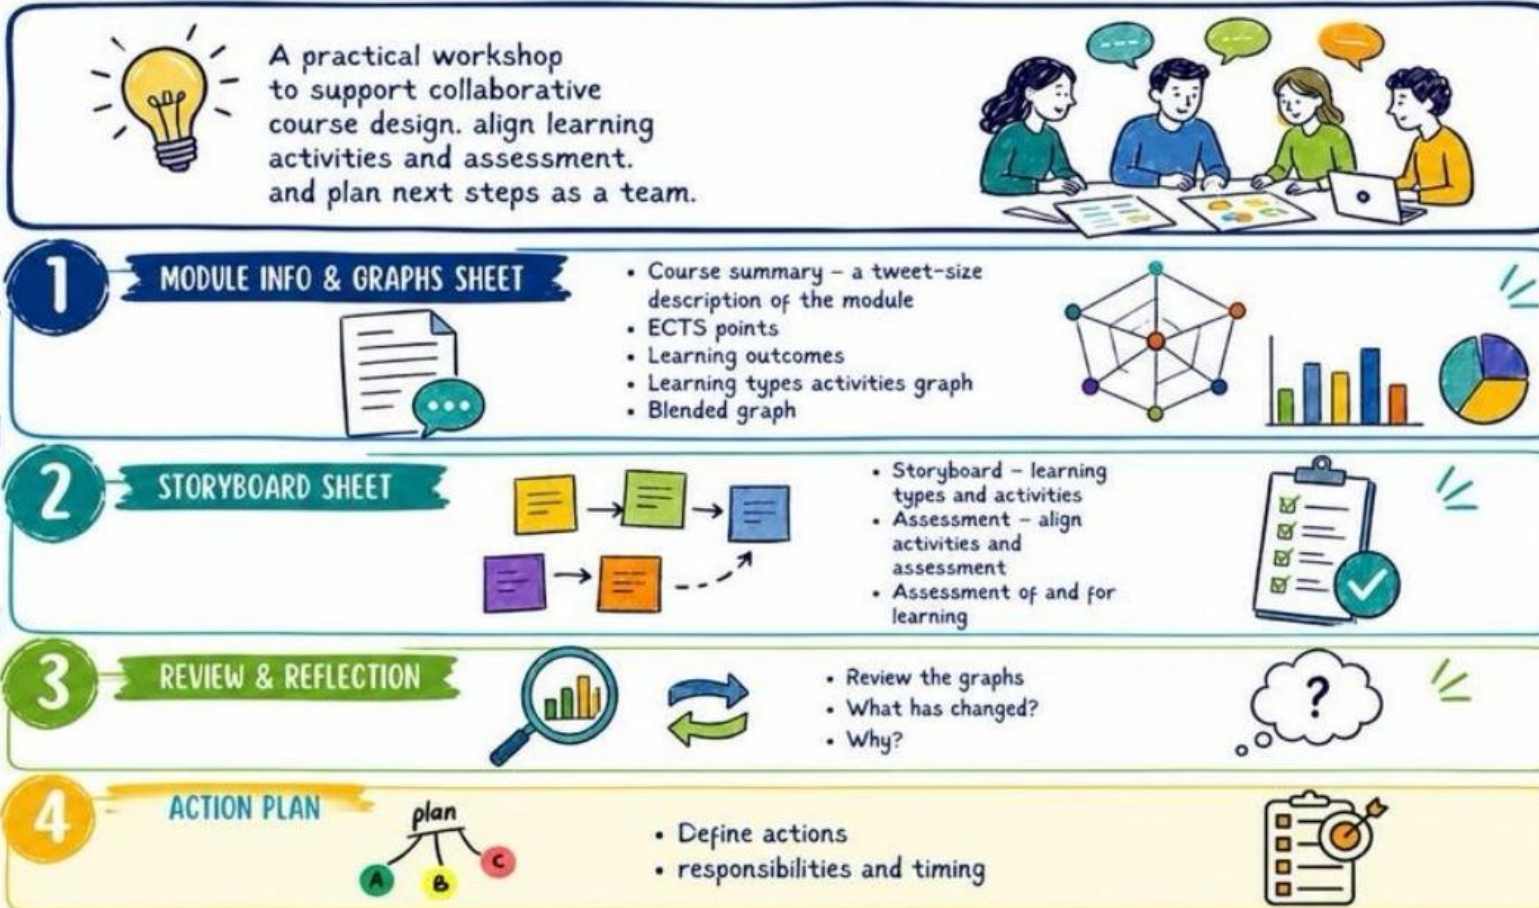 A practical workshop
to support collaborative
course design. align learning
activities and assessment.
and plan next steps as a team.
1
MODULE INFO & GRAPHS SHEET
• Course summary – a tweet-size
description of the module
• ECTS points
• Learning outcomes
• Learning types activities graph
• Blended graph
2
STORYBOARD SHEET
• Storyboard – learning
types and activities
• Assessment – align
activities and
assessment
• Assessment of and for
learning
3
REVIEW & REFLECTION
• Review the graphs
• What has changed?
• Why?
?
4
ACTION PLAN
plan
A
B
C
• Define actions
• responsibilities and timing